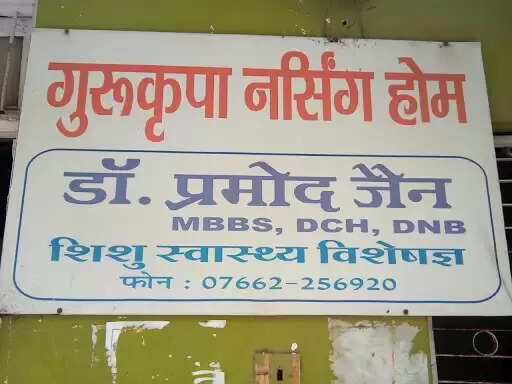 गुरूकृपा नर्सिंग होम
डॉ. प्रमोद जैन
MBBS, DCH, DNB
शिशु स्वास्थ्य विशेषज्ञ
फोन : 07662-256920